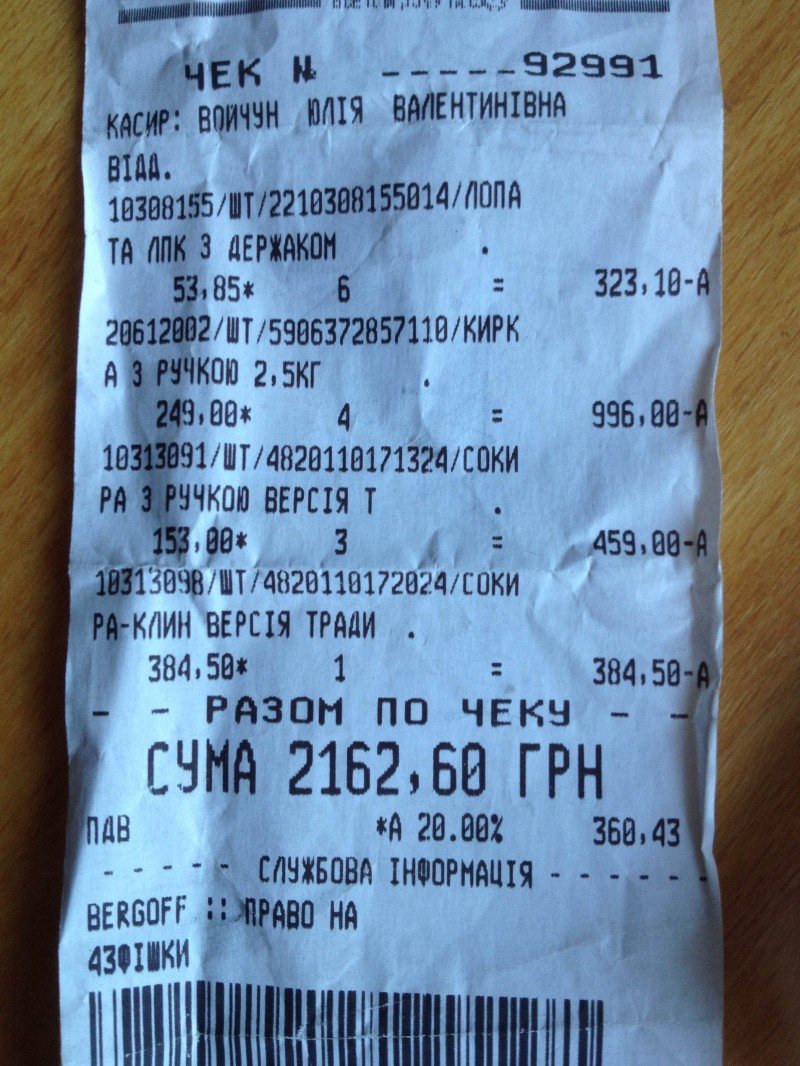 ЧЕК № -----92991
КАСИР: ВОЙЧУН ЮЛІЯ ВАЛЕНТИНІВНА
ВІДД.
10308155/ШТ/2210308155014/ЛОПА
ТА ЛПК З ДЕРЖАКОМ .
53,85* 6 = 323,10-А
20612002/ШТ/5906372857110/КИРК
А З РУЧКОЮ 2,5КГ .
249,00* 4 = 996,00-А
10313091/ШТ/4820110171324/СОКИ
РА З РУЧКОЮ ВЕРСІЯ Т .
153,00* 3 = 459,00-А
10313098/ШТ/4820110172024/СОКИ
РА-КЛИН ВЕРСІЯ ТРАДИ .
384,50* 1 = 384,50-А
- - РАЗОМ ПО ЧЕКУ - -
СУМА 2162,60 ГРН
ПДВ *А 20.00% 360,43
- - - - - СЛУЖБОВА ІНФОРМАЦІЯ - - - - - -
BERGOFF :: ПРАВО НА
43ФІШКИ